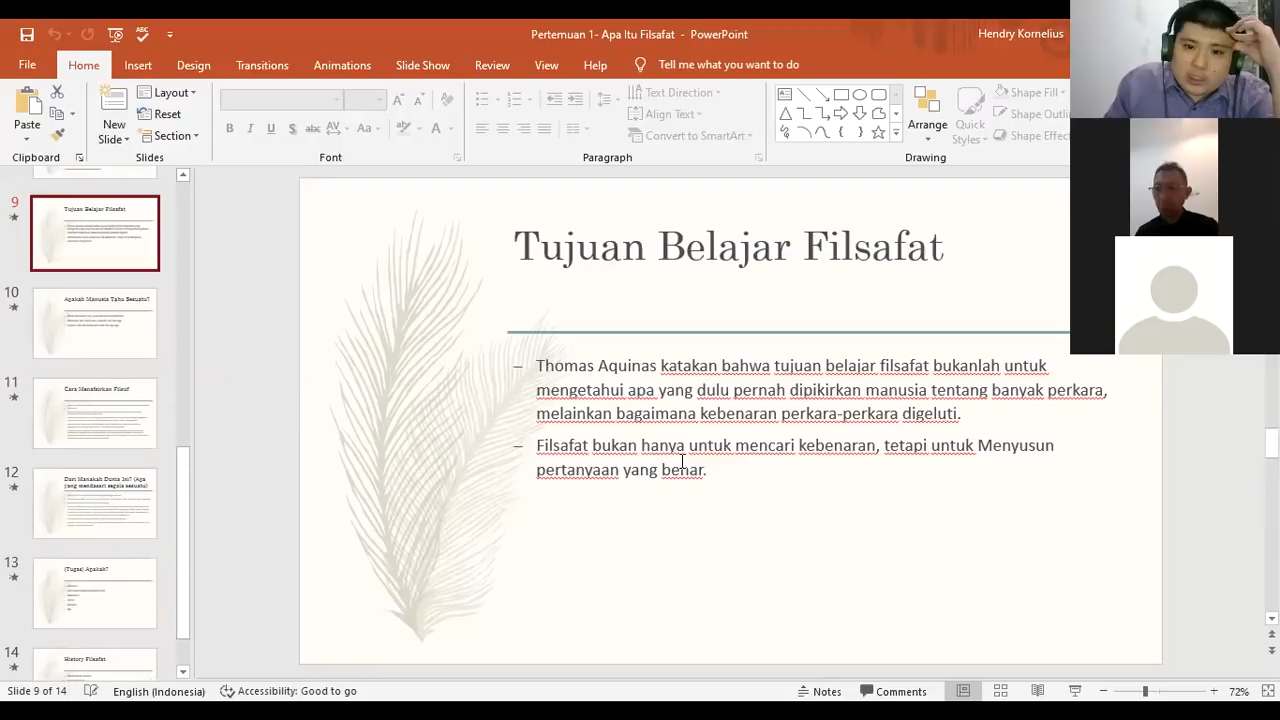 Pertemuan 1- Apa Itu Filsafat - PowerPoint
Hendry Kornelius
File Home Insert Design Transitions Animations Slide Show Review View Help Tell me what you want to do
Paste
New Slide
Layout
Reset
Section
B I U S
Text Direction
Align Text
Convert to SmartArt
Arrange
Quick Styles
Shape Fill
Shape Outli
Shape Effect
Clipboard Slides Font Paragraph Drawing
9
Tujuan Belajar Filsafat
10
Apakah Manusia Tahu Sesuatu?
11
Cara Menafsirkan Filsuf
12
Dari Manakah Dunia Ini? (Apa
yang mendasari segala sesuatu)
13
(Tugas) Apakah?
14
History Filsafat
Tujuan Belajar Filsafat
– Thomas Aquinas katakan bahwa tujuan belajar filsafat bukanlah untuk
mengetahui apa yang dulu pernah dipikirkan manusia tentang banyak perkara,
melainkan bagaimana kebenaran perkara-perkara digeluti.
– Filsafat bukan hanya untuk mencari kebenaran, tetapi untuk Menyusun
pertanyaan yang benar.
Slide 9 of 14 English (Indonesia) Accessibility: Good to go Notes Comments 72%